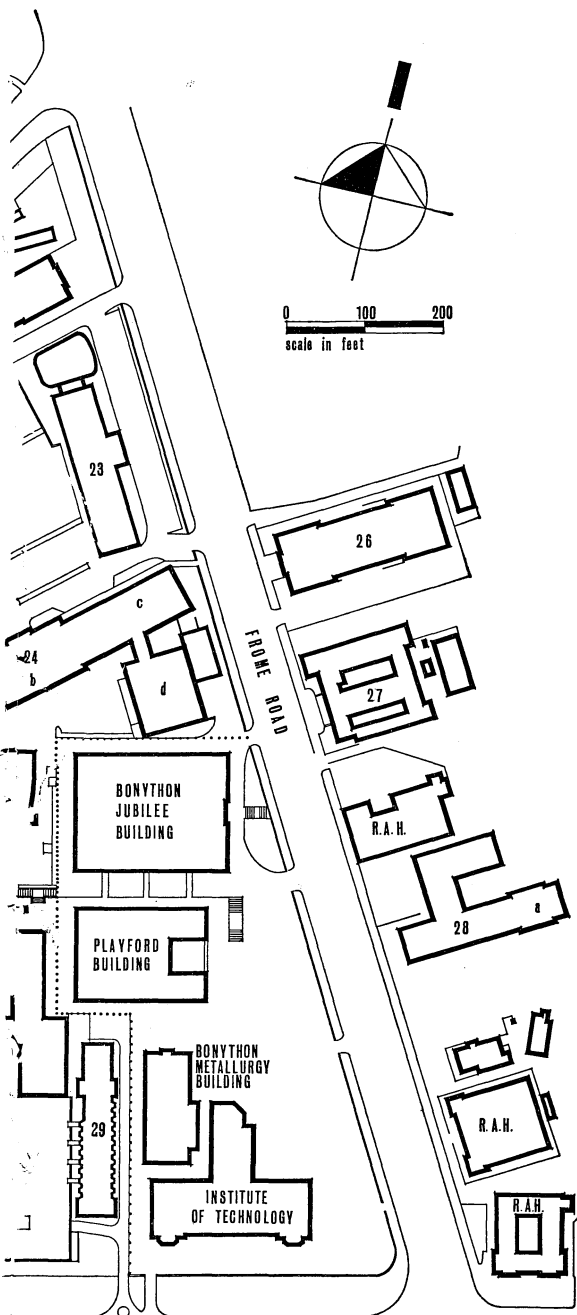 0 100 200
scale in feet
23
26
c
24
b
d
FROME ROAD
27
BONYTHON
JUBILEE
BUILDING
R.A.H.
28
a
PLAYFORD
BUILDING
BONYTHON
METALLURGY
BUILDING
29
R.A.H.
INSTITUTE
OF TECHNOLOGY
R.A.H.